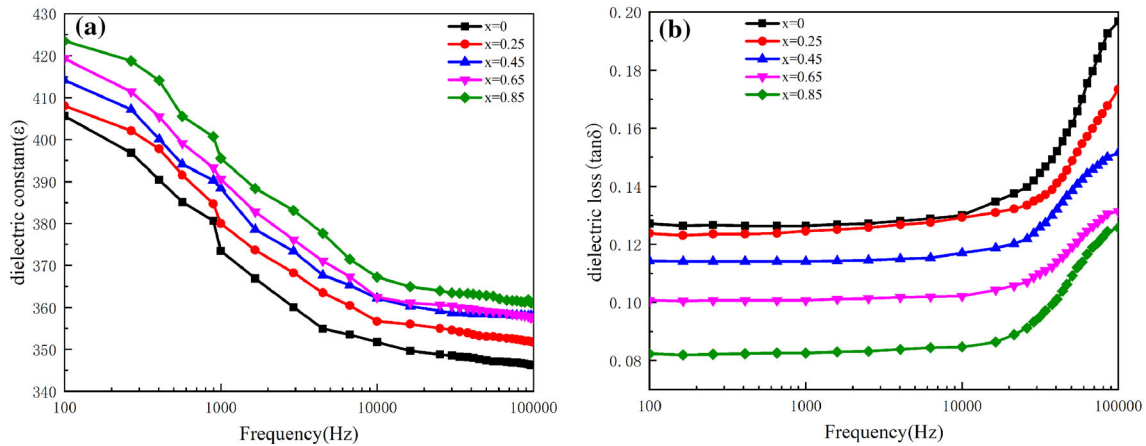 (a)
430
420
410
400
390
380
370
360
350
340
dielectric constant(ε)
100
1000
10000
100000
Frequency(Hz)
x=0
x=0.25
x=0.45
x=0.65
x=0.85
(b)
0.20
0.18
0.16
0.14
0.12
0.10
0.08
dielectric loss(tanδ)
100
1000
10000
100000
Frequency(Hz)
x=0
x=0.25
x=0.45
x=0.65
x=0.85